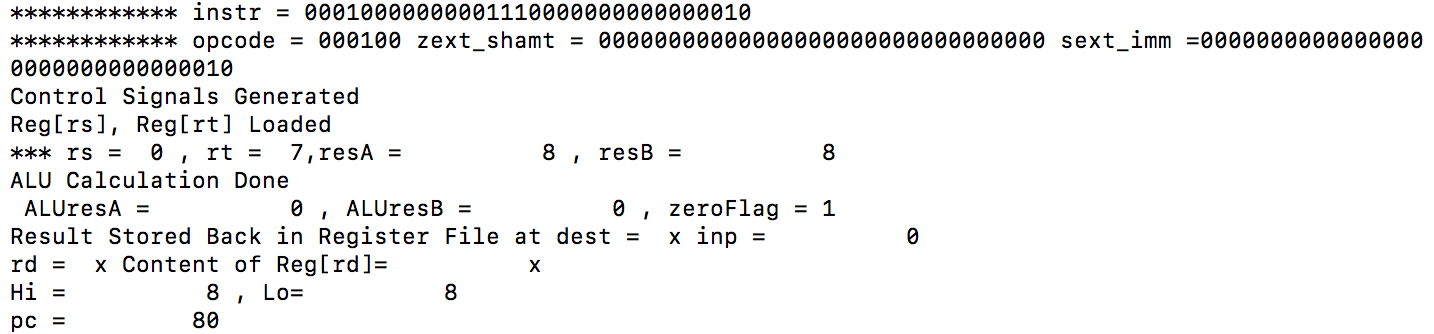 ************ instr = 00010000000001110000000000000010
************ opcode = 000100 zext_shamt = 00000000000000000000000000000000 sext_imm =0000000000000000
0000000000000010
Control Signals Generated
Reg[rs], Reg[rt] Loaded
*** rs =  0 , rt =  7,resA =          8 , resB =          8
ALU Calculation Done
 ALUresA =          0 , ALUresB =          0 , zeroFlag = 1
Result Stored Back in Register File at dest =  x inp =          0
rd =  x Content of Reg[rd]=          x
Hi =          8 , Lo=          8
pc =         80